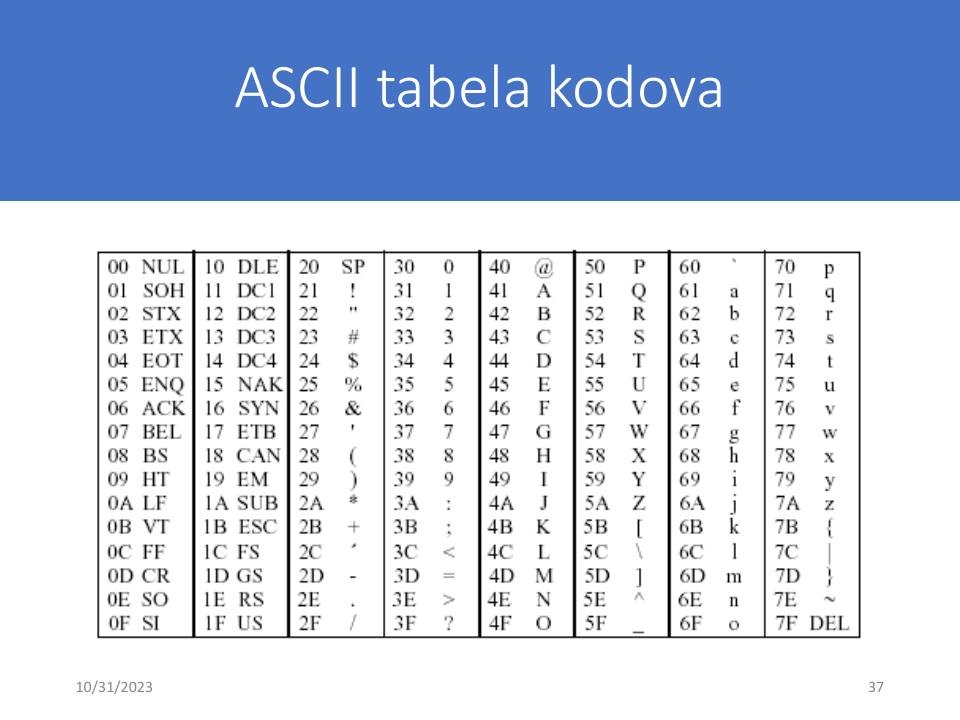 ASCII tabela kodova
00 NUL 10 DLE 20 SP 30 0 40 @ 50 P 60 ` 70 p
01 SOH 11 DC1 21 ! 31 1 41 A 51 Q 61 a 71 q
02 STX 12 DC2 22 " 32 2 42 B 52 R 62 b 72 r
03 ETX 13 DC3 23 # 33 3 43 C 53 S 63 c 73 s
04 EOT 14 DC4 24 $ 34 4 44 D 54 T 64 d 74 t
05 ENQ 15 NAK 25 % 35 5 45 E 55 U 65 e 75 u
06 ACK 16 SYN 26 & 36 6 46 F 56 V 66 f 76 v
07 BEL 17 ETB 27 ' 37 7 47 G 57 W 67 g 77 w
08 BS 18 CAN 28 ( 38 8 48 H 58 X 68 h 78 x
09 HT 19 EM 29 ) 39 9 49 I 59 Y 69 i 79 y
0A LF 1A SUB 2A * 3A : 4A J 5A Z 6A j 7A z
0B VT 1B ESC 2B + 3B ; 4B K 5B [ 6B k 7B {
0C FF 1C FS 2C ´ 3C < 4C L 5C \ 6C l 7C |
0D CR 1D GS 2D - 3D = 4D M 5D ] 6D m 7D }
0E SO 1E RS 2E . 3E > 4E N 5E ^ 6E n 7E ~
0F SI 1F US 2F / 3F ? 4F O 5F _ 6F o 7F DEL
10/31/2023 37